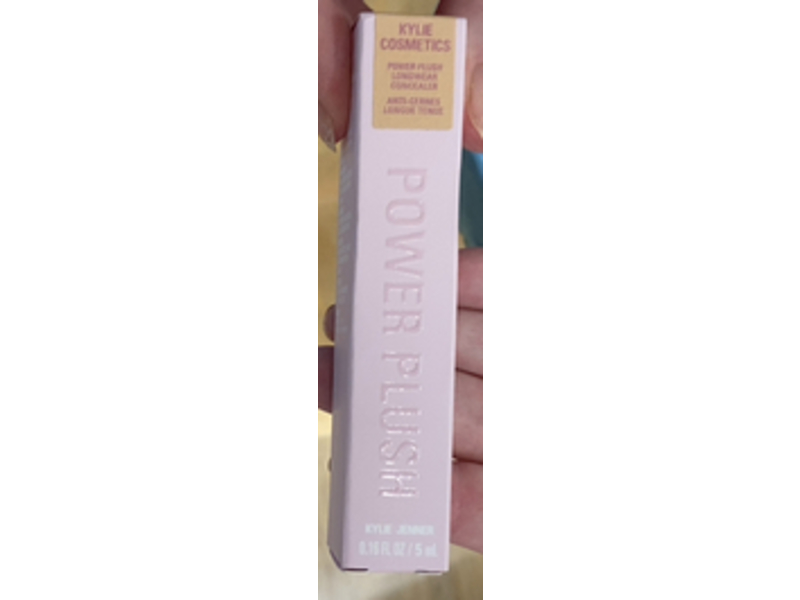 KYLIE
COSMETICS
POWER PLUSH
LONGWEAR
CONCEALER
ANTI-CERNES
LONGUE TENUE
POWER PLUSH
KYLIE JENNER
0.16 FL OZ / 5 mL